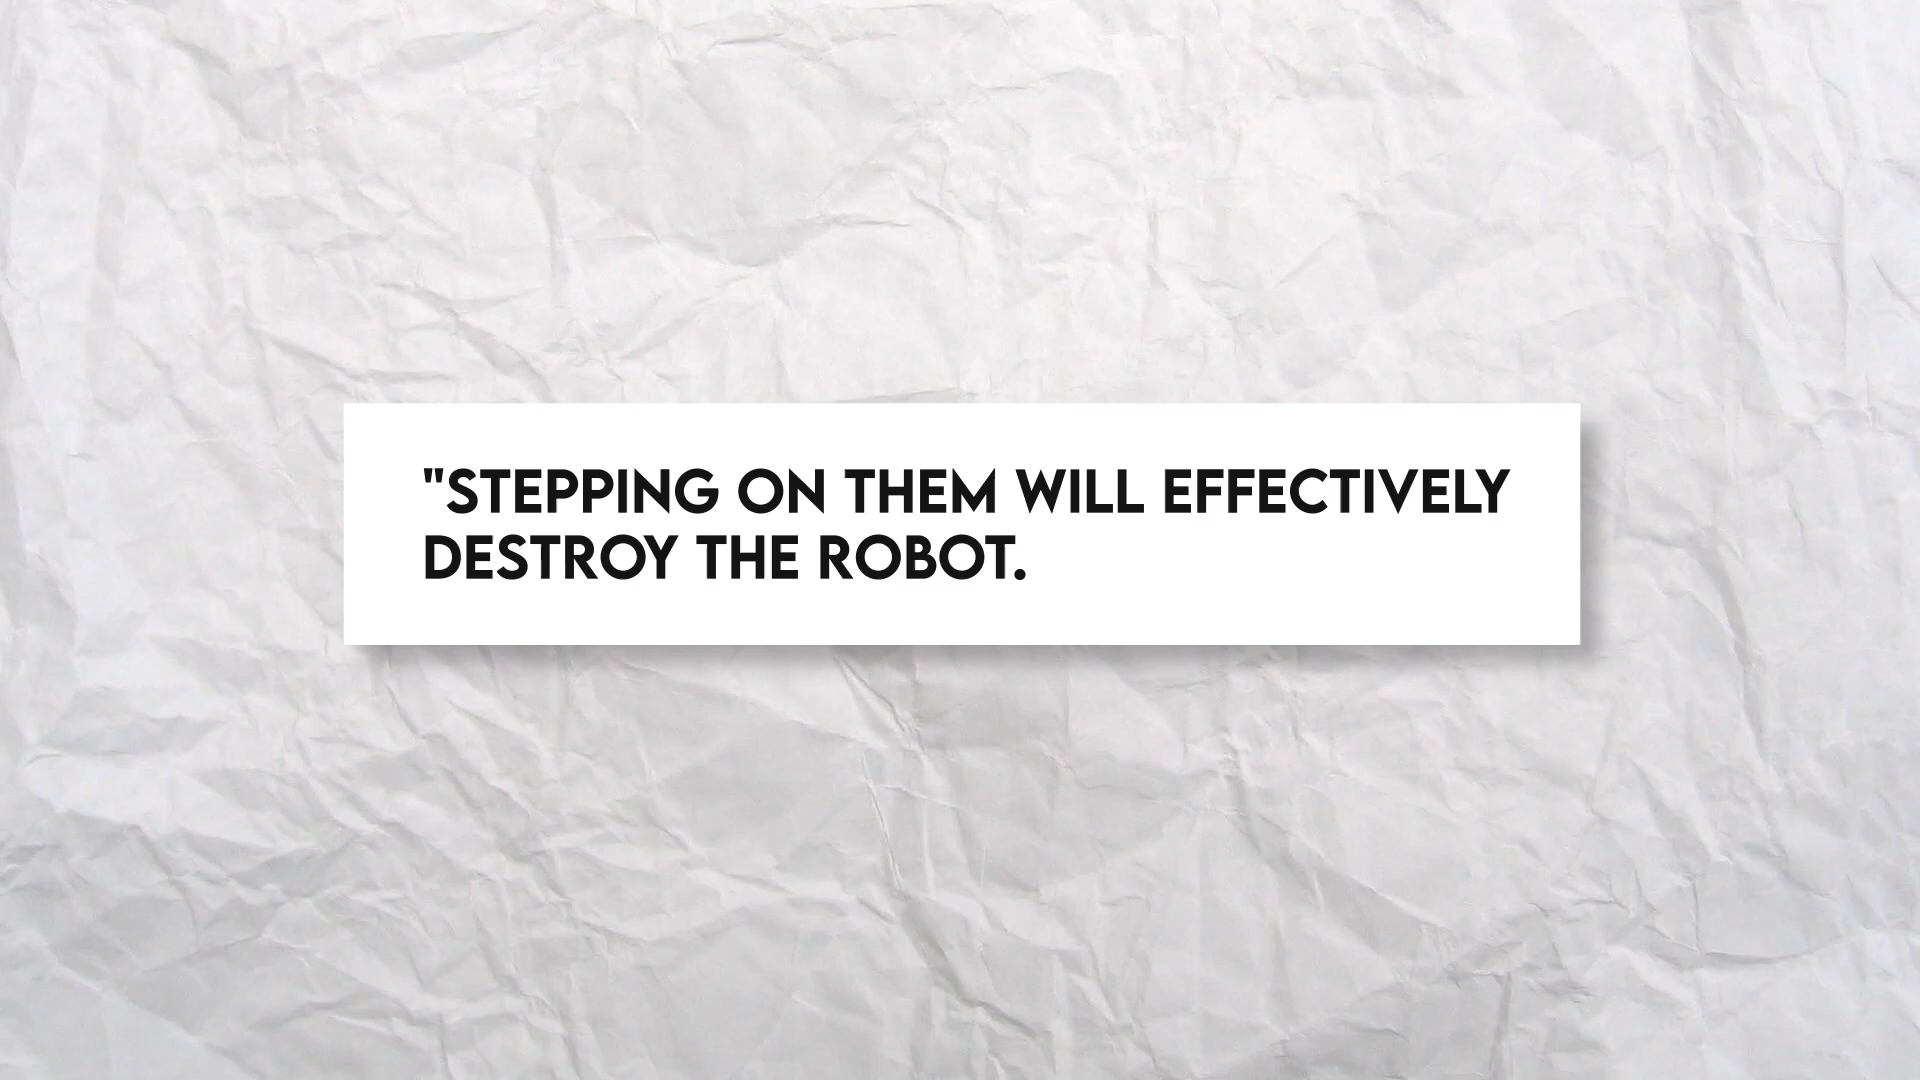 "STEPPING ON THEM WILL EFFECTIVELY
DESTROY THE ROBOT.